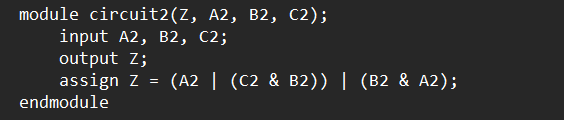 module circuit2(Z, A2, B2, C2);
    input A2, B2, C2;
    output Z;
    assign Z = (A2 | (C2 & B2)) | (B2 & A2);
endmodule